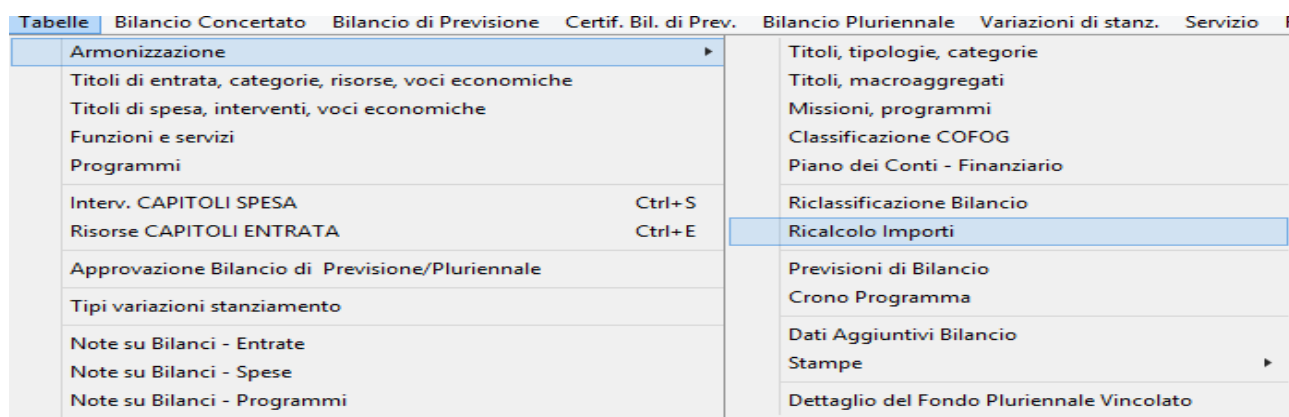 Tabelle Bilancio Concertato Bilancio di Previsione Certif. Bil. di Prev. Bilancio Pluriennale Variazioni di stanz. Servizio
Armonizzazione
Titoli di entrata, categorie, risorse, voci economiche
Titoli di spesa, interventi, voci economiche
Funzioni e servizi
Programmi
Interv. CAPITOLI SPESA Ctrl+S
Risorse CAPITOLI ENTRATA Ctrl+E
Approvazione Bilancio di Previsione/Pluriennale
Tipi variazioni stanziamento
Note su Bilanci - Entrate
Note su Bilanci - Spese
Note su Bilanci - Programmi
Titoli, tipologie, categorie
Titoli, macroaggregati
Missioni, programmi
Classificazione COFOG
Piano dei Conti - Finanziario
Riclassificazione Bilancio
Ricalcolo Importi
Previsioni di Bilancio
Crono Programma
Dati Aggiuntivi Bilancio
Stampe
Dettaglio del Fondo Pluriennale Vincolato